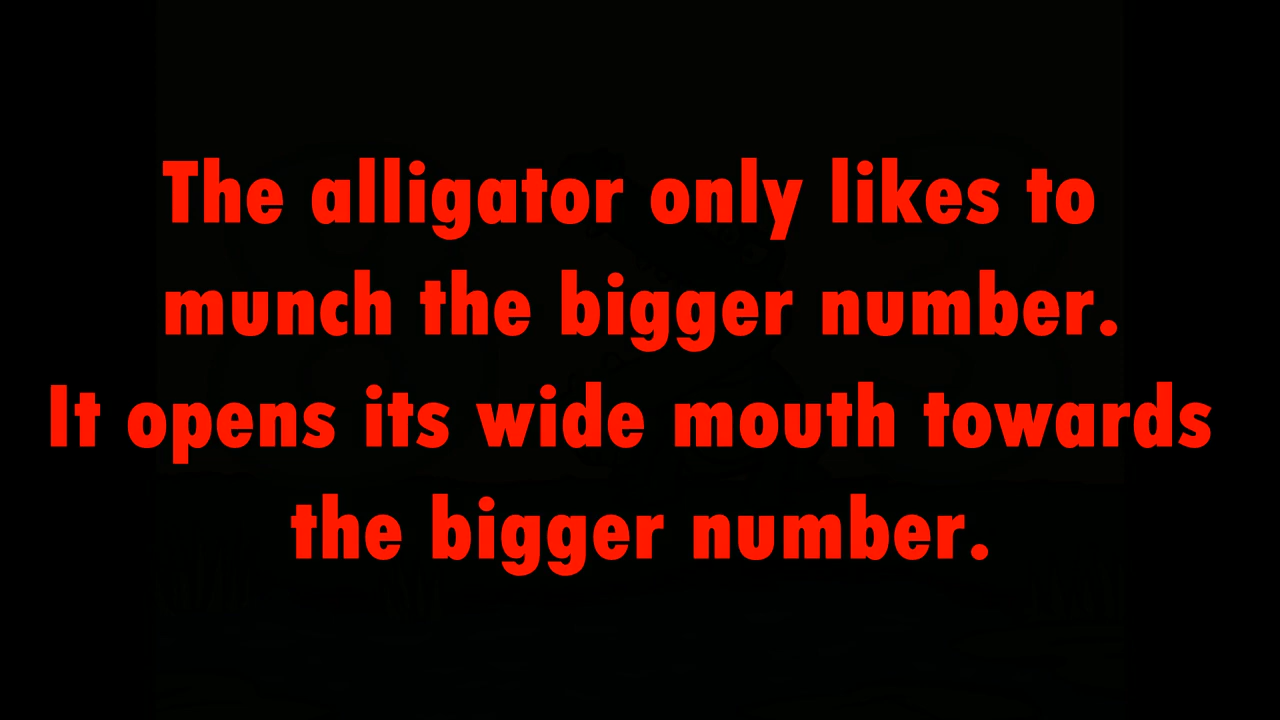 The alligator only likes to
munch the bigger number.
It opens its wide mouth towards
the bigger number.